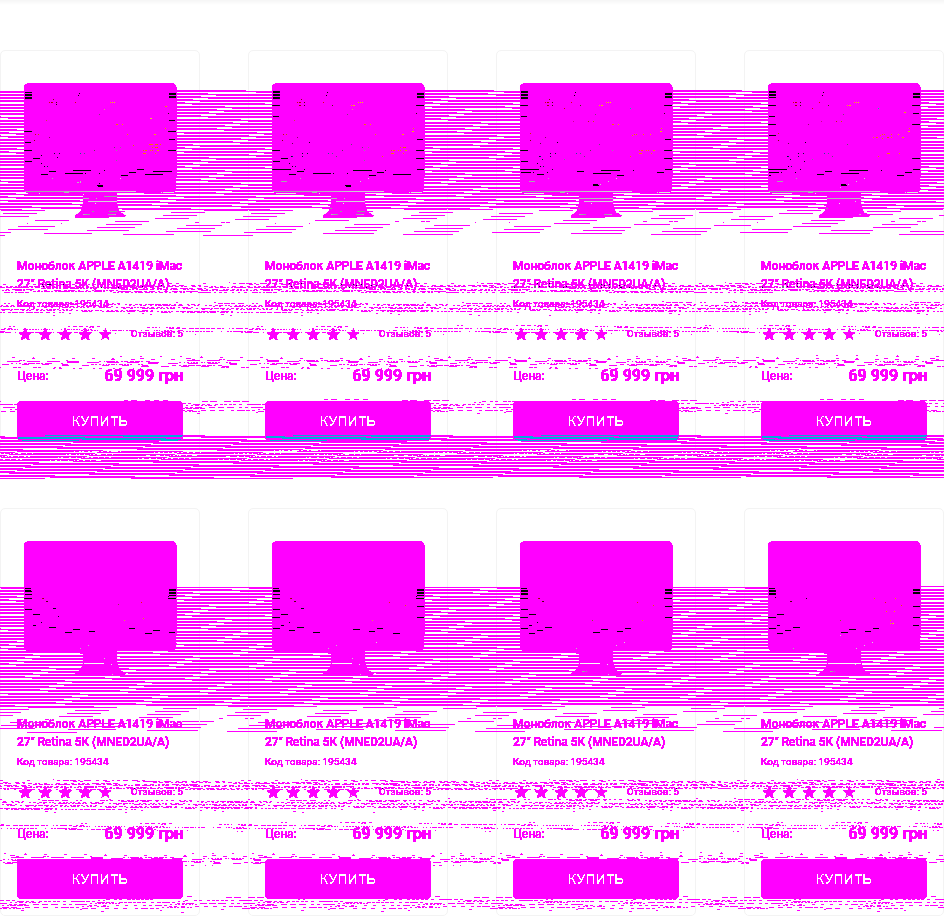 Моноблок APPLE A1419 iMac
27" Retina 5K (MNED2UA/A)
Код товара: 195434
Отзывов: 5
Цена: 69 999 грн
КУПИТЬ
Моноблок APPLE A1419 iMac
27" Retina 5K (MNED2UA/A)
Код товара: 195434
Отзывов: 5
Цена: 69 999 грн
КУПИТЬ
Моноблок APPLE A1419 iMac
27" Retina 5K (MNED2UA/A)
Код товара: 195434
Отзывов: 5
Цена: 69 999 грн
КУПИТЬ
Моноблок APPLE A1419 iMac
27" Retina 5K (MNED2UA/A)
Код товара: 195434
Отзывов: 5
Цена: 69 999 грн
КУПИТЬ
Моноблок APPLE A1419 iMac
27" Retina 5K (MNED2UA/A)
Код товара: 195434
Отзывов: 5
Цена: 69 999 грн
КУПИТЬ
Моноблок APPLE A1419 iMac
27" Retina 5K (MNED2UA/A)
Код товара: 195434
Отзывов: 5
Цена: 69 999 грн
КУПИТЬ
Моноблок APPLE A1419 iMac
27" Retina 5K (MNED2UA/A)
Код товара: 195434
Отзывов: 5
Цена: 69 999 грн
КУПИТЬ
Моноблок APPLE A1419 iMac
27" Retina 5K (MNED2UA/A)
Код товара: 195434
Отзывов: 5
Цена: 69 999 грн
КУПИТЬ